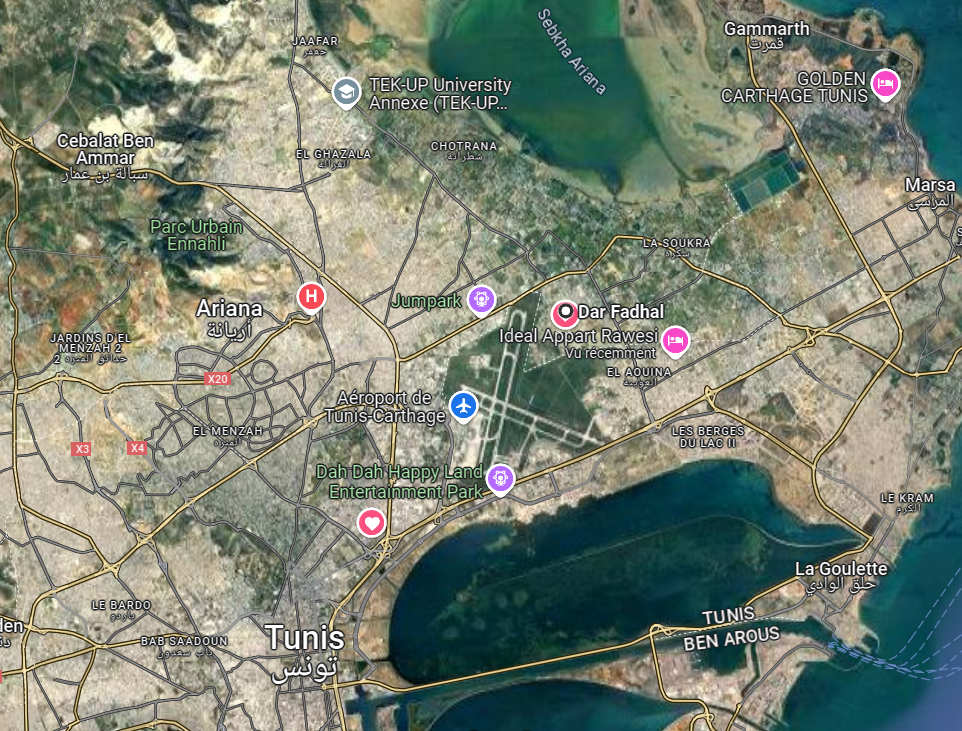 Gammarth
قمرت
Sebkha Ariana
JAAFAR
جعفر
GOLDEN
CARTHAGE TUNIS
TEK-UP University
Annexe (TEK-UP...
Cebalat Ben
Ammar
سبالة بن عمار
CHOTRANA
شطرانة
EL GHAZALA
الغزالة
Marsa
المرسى
Parc Urbain
Ennahli
LA SOUKRA
سكرة
H
Ariana
أريانة
Jumpark
Dar Fadhal
Ideal Appart Rawesi
Vu récemment
JARDINS D'EL
MENZAH 2
حدائق المنزه 2
EL AOUINA
العوينة
X20
Aéroport de
Tunis-Carthage
EL MENZAH
المنزه
LES BERGES
DU LAC II
X3
X4
Dah Dah Happy Land
Entertainment Park
LE KRAM
الكرم
La Goulette
حلق الوادي
LE BARDO
باردو
den
TUNIS
BEN AROUS
BAB SAADOUN
باب سعدون
Tunis
تونس